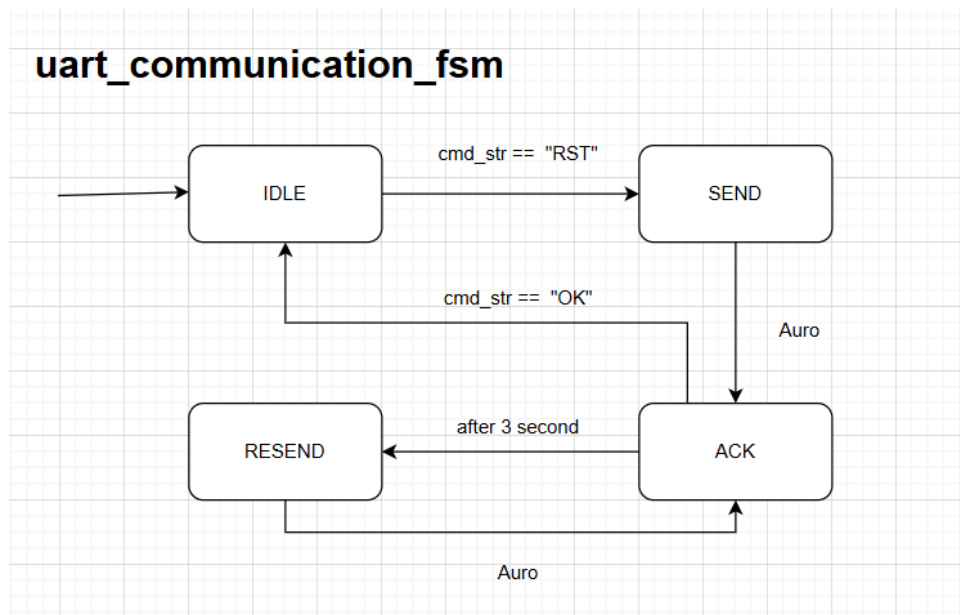 uart_communication_fsm
cmd_str == "RST"
IDLE
SEND
cmd_str == "OK"
Auro
after 3 second
RESEND
ACK
Auro